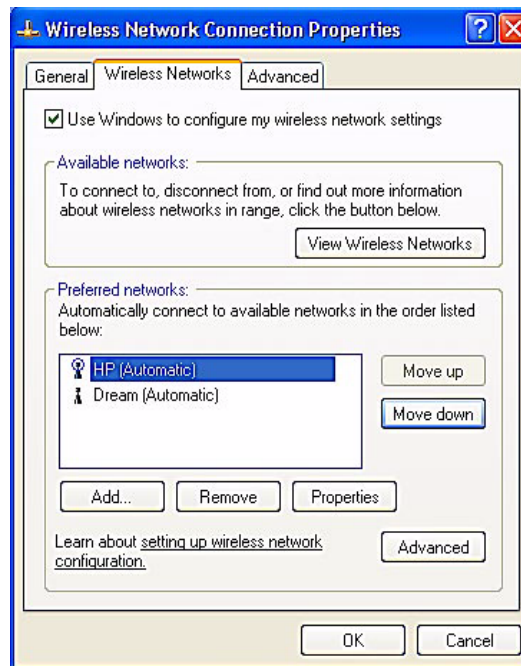 Wireless Network Connection Properties
General
Wireless Networks
Advanced
Use Windows to configure my wireless network settings
Available networks:
To connect to, disconnect from, or find out more information
about wireless networks in range, click the button below.
View Wireless Networks
Preferred networks:
Automatically connect to available networks in the order listed
below:
HP (Automatic)
Dream (Automatic)
Move up
Move down
Add...
Remove
Properties
Learn about setting up wireless network
configuration.
Advanced
OK
Cancel